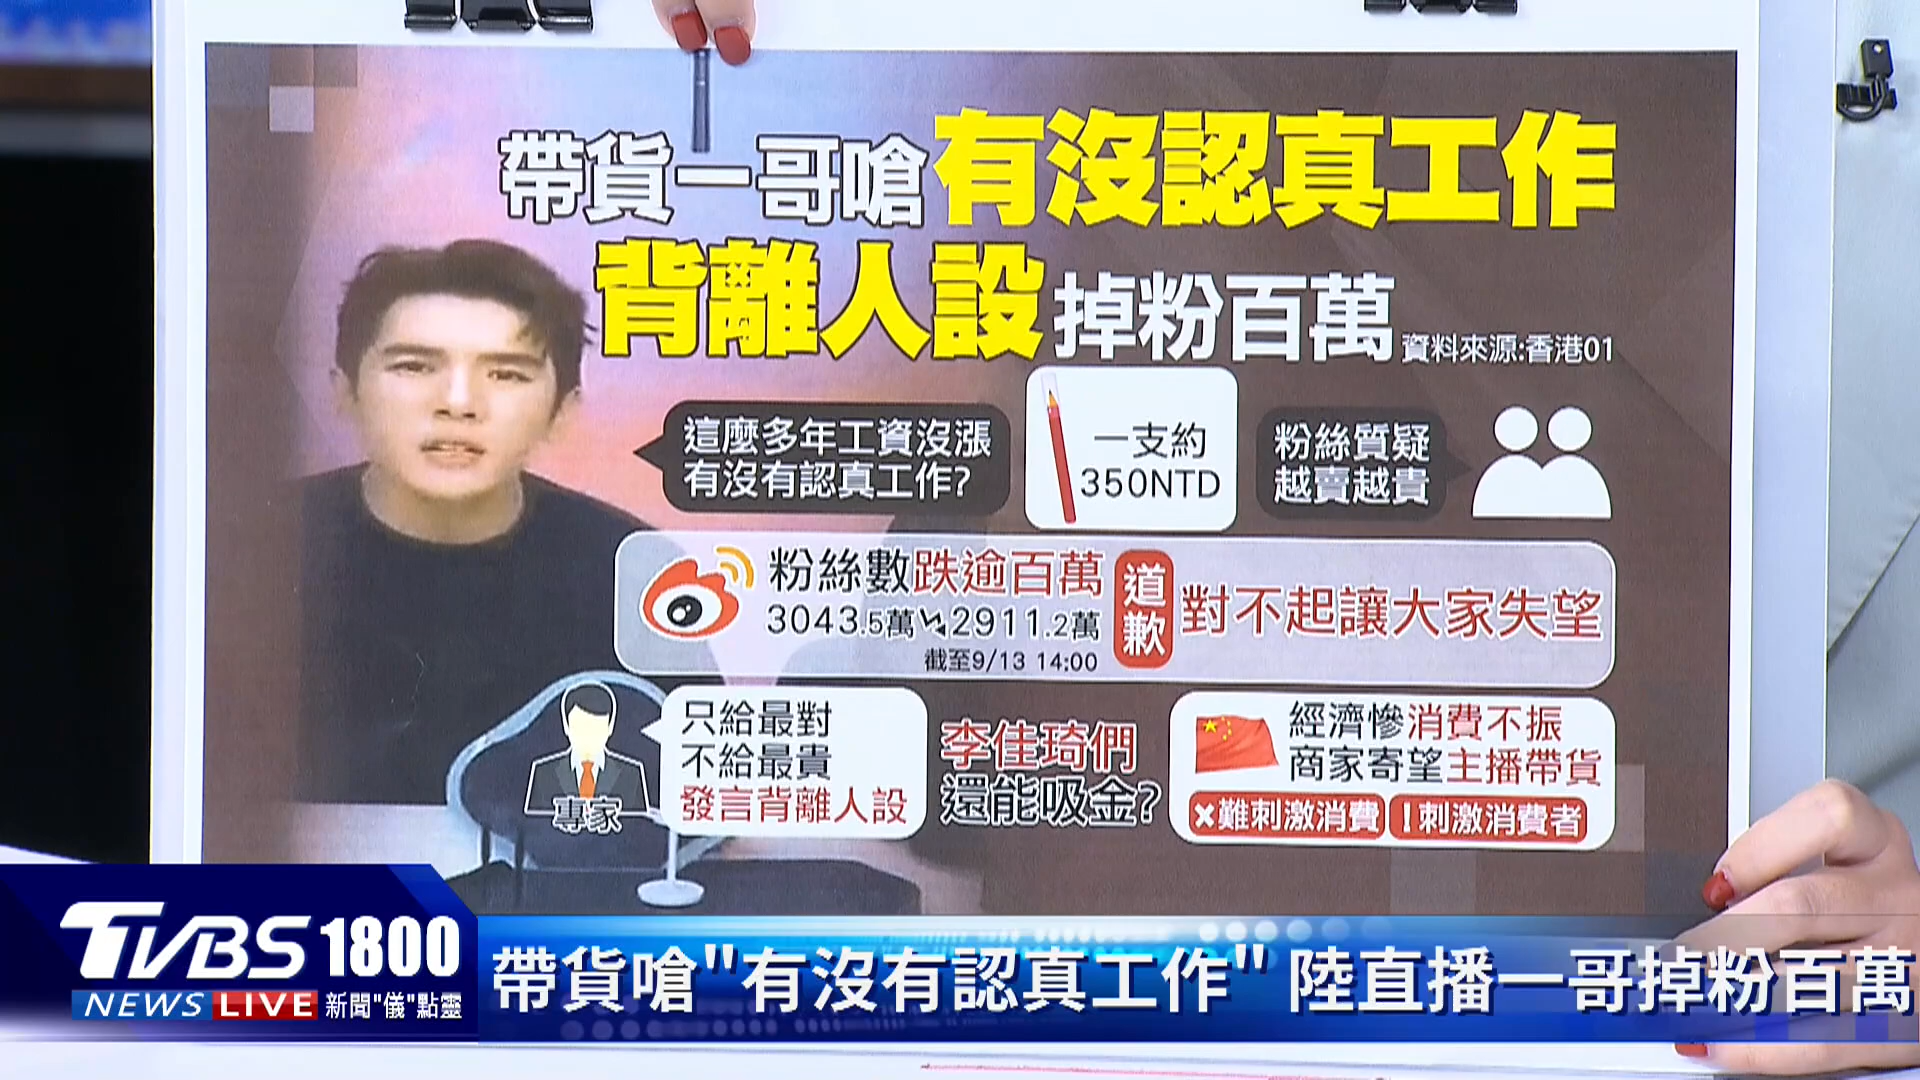 帶貨一哥嗆有沒認真工作
背離人設掉粉百萬
資料來源:香港01
這麼多年工資沒漲
有沒有認真工作?
一支約
350NTD
粉絲質疑
越賣越貴
粉絲數跌逾百萬
3043.5萬↘2911.2萬
截至9/13 14:00
道歉
對不起讓大家失望
專家
只給最對
不給最貴
發言背離人設
李佳琦們
還能吸金?
經濟慘消費不振
商家寄望主播帶貨
×難刺激消費
!刺激消費者
TVBS 1800
NEWS LIVE 新聞"儀"點靈
帶貨嗆"有沒有認真工作" 陸直播一哥掉粉百萬